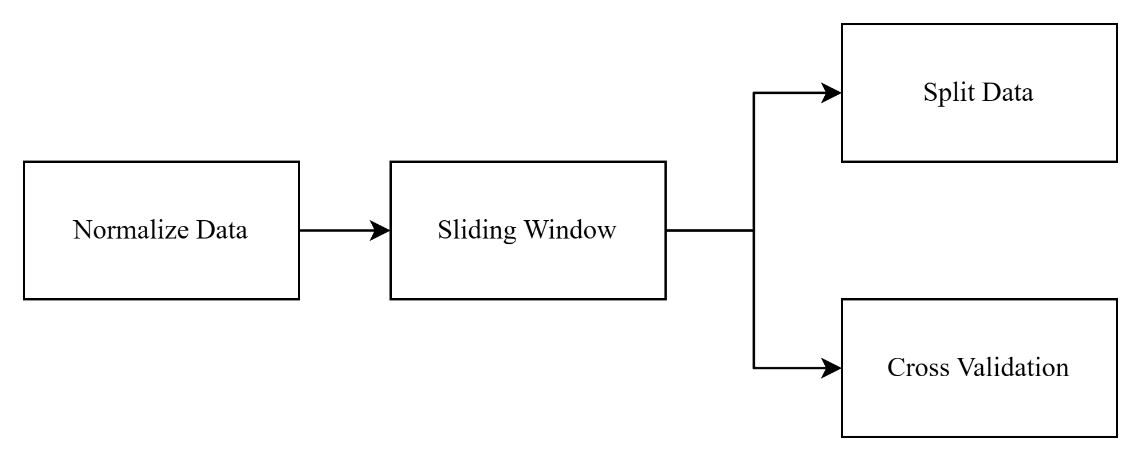 Normalize Data
Sliding Window
Split Data
Cross Validation